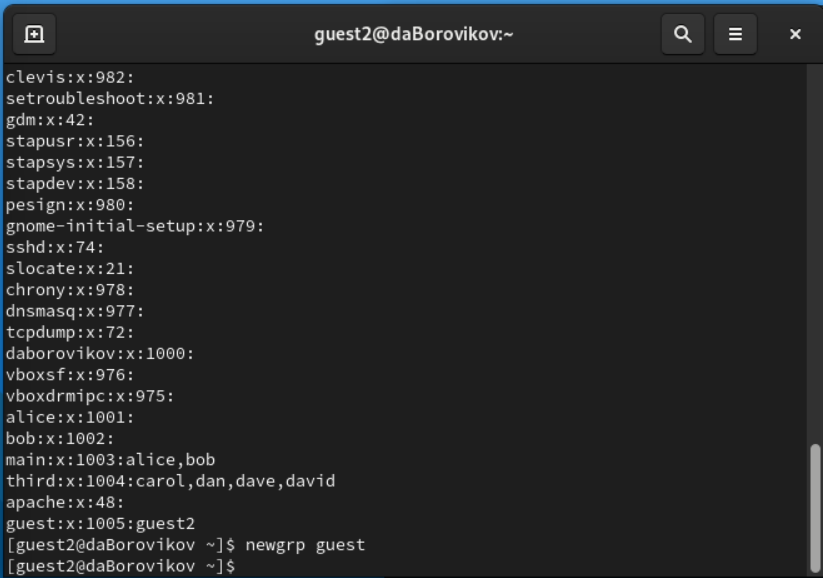 guest2@daBorovikov:~
clevis:x:982:
setroubleshoot:x:981:
gdm:x:42:
stapusr:x:156:
stapsys:x:157:
stapdev:x:158:
pesign:x:980:
gnome-initial-setup:x:979:
sshd:x:74:
slocate:x:21:
chrony:x:978:
dnsmasq:x:977:
tcpdump:x:72:
daborovikov:x:1000:
vboxsf:x:976:
vboxdrmipc:x:975:
alice:x:1001:
bob:x:1002:
main:x:1003:alice,bob
third:x:1004:carol,dan,dave,david
apache:x:48:
guest:x:1005:guest2
[guest2@daBorovikov ~]$ newgrp guest
[guest2@daBorovikov ~]$